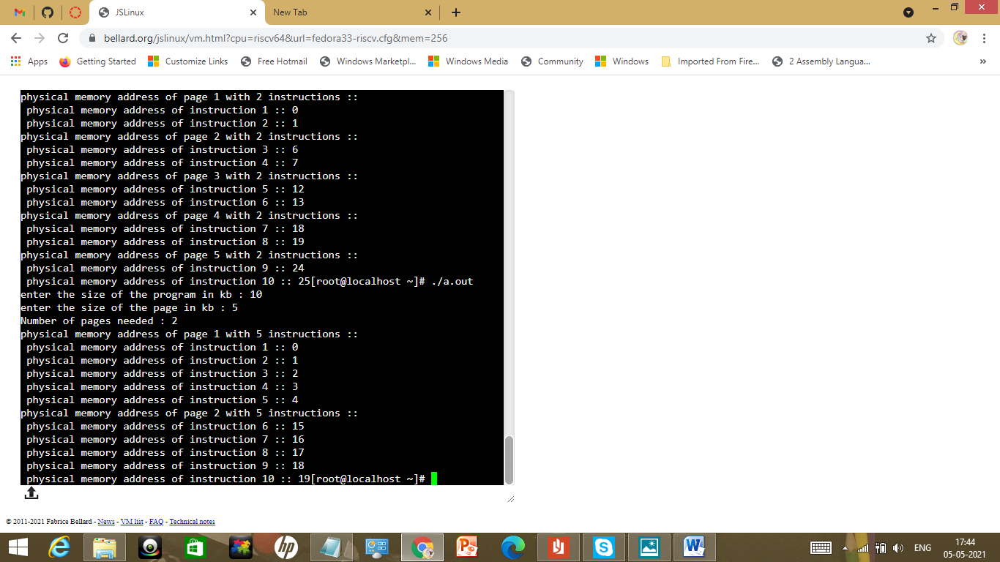 JSLinux
New Tab
bellard.org/jslinux/vm.html?cpu=riscv64&url=fedora33-riscv.cfg&mem=256
Apps Getting Started Customize Links Free Hotmail Windows Marketpl... Windows Media Community Windows Imported From Fire... 2 Assembly Langua... »
physical memory address of page 1 with 2 instructions ::
physical memory address of instruction 1 :: 0
physical memory address of instruction 2 :: 1
physical memory address of page 2 with 2 instructions ::
physical memory address of instruction 3 :: 6
physical memory address of instruction 4 :: 7
physical memory address of page 3 with 2 instructions ::
physical memory address of instruction 5 :: 12
physical memory address of instruction 6 :: 13
physical memory address of page 4 with 2 instructions ::
physical memory address of instruction 7 :: 18
physical memory address of instruction 8 :: 19
physical memory address of page 5 with 2 instructions ::
physical memory address of instruction 9 :: 24
physical memory address of instruction 10 :: 25[root@localhost ~]# ./a.out
enter the size of the program in kb : 10
enter the size of the page in kb : 5
Number of pages needed : 2
physical memory address of page 1 with 5 instructions ::
physical memory address of instruction 1 :: 0
physical memory address of instruction 2 :: 1
physical memory address of instruction 3 :: 2
physical memory address of instruction 4 :: 3
physical memory address of instruction 5 :: 4
physical memory address of page 2 with 5 instructions ::
physical memory address of instruction 6 :: 15
physical memory address of instruction 7 :: 16
physical memory address of instruction 8 :: 17
physical memory address of instruction 9 :: 18
physical memory address of instruction 10 :: 19[root@localhost ~]#
© 2011-2021 Fabrice Bellard - News - VM list - FAQ - Technical notes
hp
ENG
17:44
05-05-2021